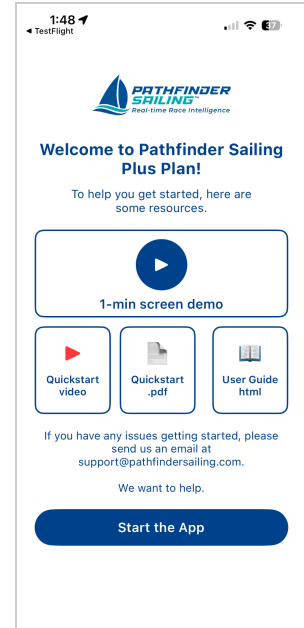 1:48
◀ TestFlight
37
PATHFINDER
SAILING™
Real-time Race Intelligence
Welcome to Pathfinder Sailing
Plus Plan!
To help you get started, here are
some resources.
1-min screen demo
Quickstart
video
Quickstart
.pdf
User Guide
html
If you have any issues getting started, please
send us an email at
support@pathfindersailing.com.
We want to help.
Start the App